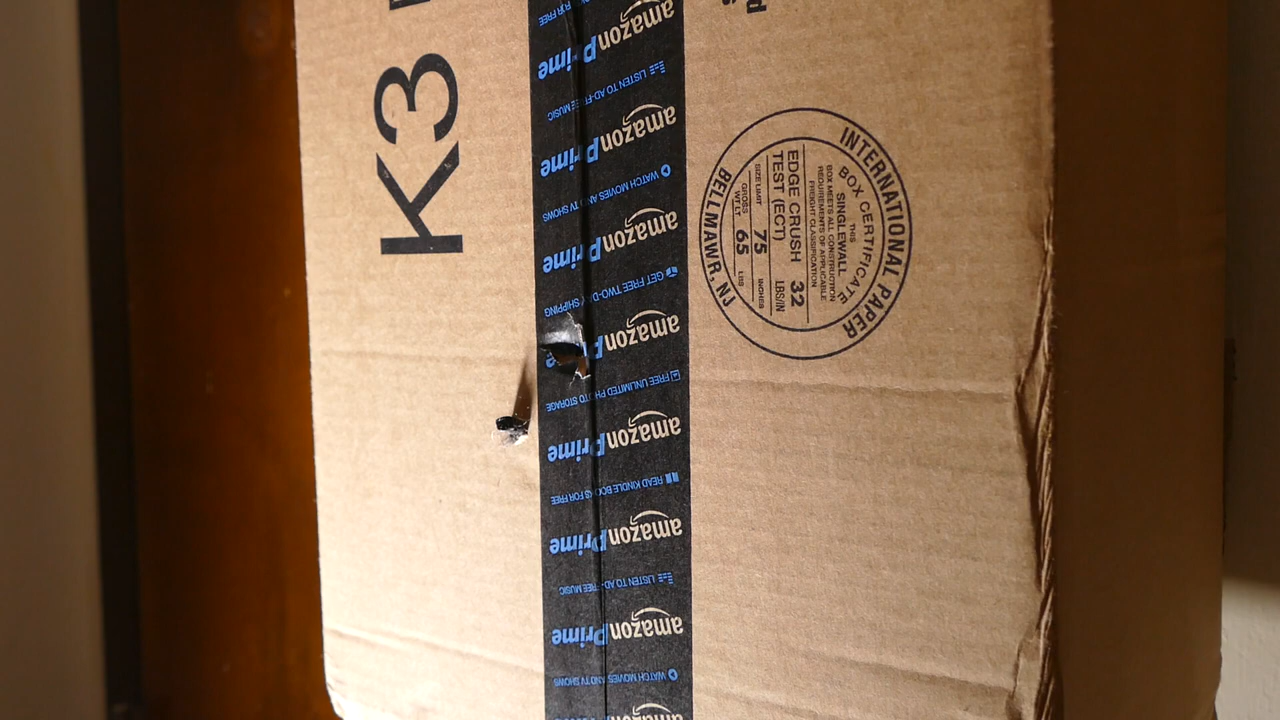 K3
FOR FREE
amazon Prime
LISTEN TO AD-FREE MUSIC
amazon Prime
WATCH MOVIES AND TV SHOWS
amazon Prime
GET FREE TWO-DAY SHIPPING
amazon
FREE UNLIMITED PHOTO STORAGE
amazon Prime
READ KINDLE BOOKS FOR FREE
amazon Prime
LISTEN TO AD-FREE MUSIC
amazon Prime
WATCH MOVIES AND TV SHOWS
amazon
INTERNATIONAL PAPER
BOX CERTIFICATE
THIS
SINGLEWALL
BOX MEETS ALL CONSTRUCTION
REQUIREMENTS OF APPLICABLE
FREIGHT CLASSIFICATION
EDGE CRUSH 32 LBS/IN
TEST (ECT)
SIZE LIMIT 75 INCHES
GROSS WT LT 65 LBS
BELLMAWR, NJ